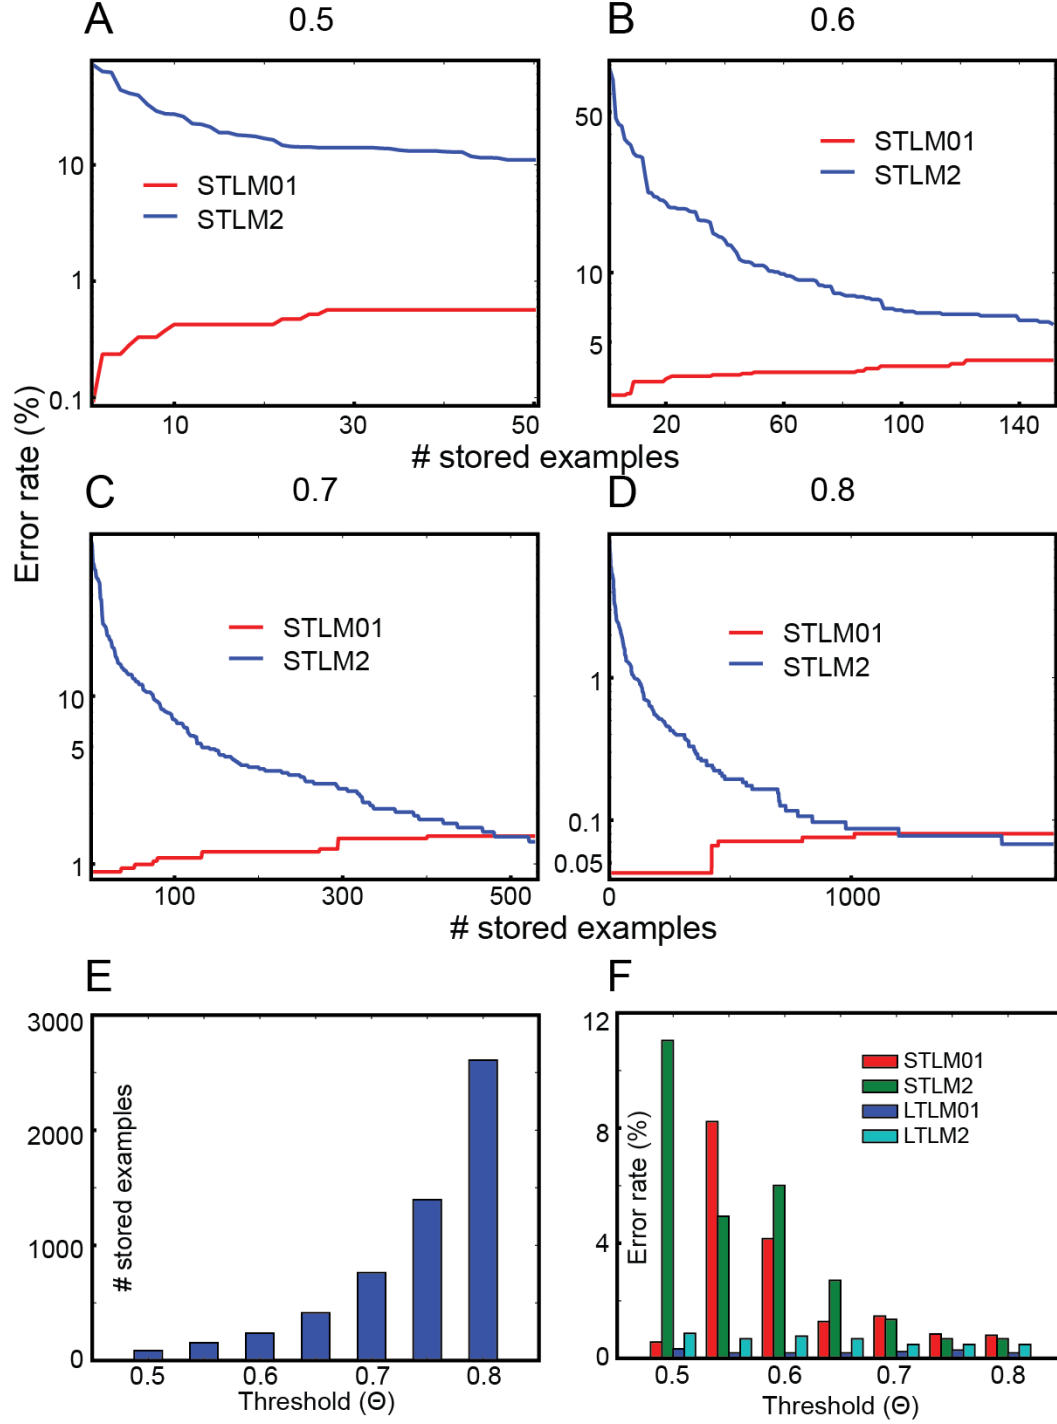 A 0.5
B 0.6
10
1
0.1
STLM01
STLM2
10 30 50
50
10
5
STLM01
STLM2
20 60 100 140
Error rate (%)
# stored examples
C 0.7
D 0.8
10
5
1
STLM01
STLM2
100 300 500
1
0.1
0.05
STLM01
STLM2
0 1000
# stored examples
E
3000
2000
1000
0
# stored examples
0.5 0.6 0.7 0.8
Threshold (Θ)
F
12
8
4
0
Error rate (%)
STLM01
STLM2
LTLM01
LTLM2
0.5 0.6 0.7 0.8
Threshold (Θ)